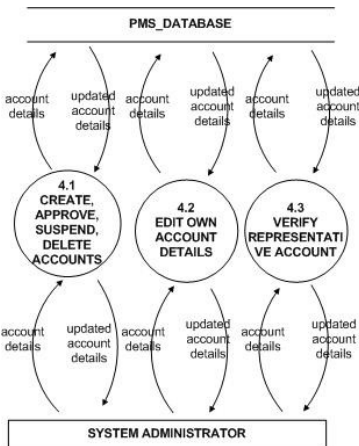 PMS_DATABASE
account
details
updated
account
details
account
details
updated
account
details
account
details
updated
account
details
4.1
CREATE,
APPROVE,
SUSPEND,
DELETE
ACCOUNTS
4.2
EDIT OWN
ACCOUNT
DETAILS
4.3
VERIFY
REPRESENTATI
VE ACCOUNT
account
details
updated
account
details
account
details
updated
account
details
account
details
updated
account
details
SYSTEM ADMINISTRATOR